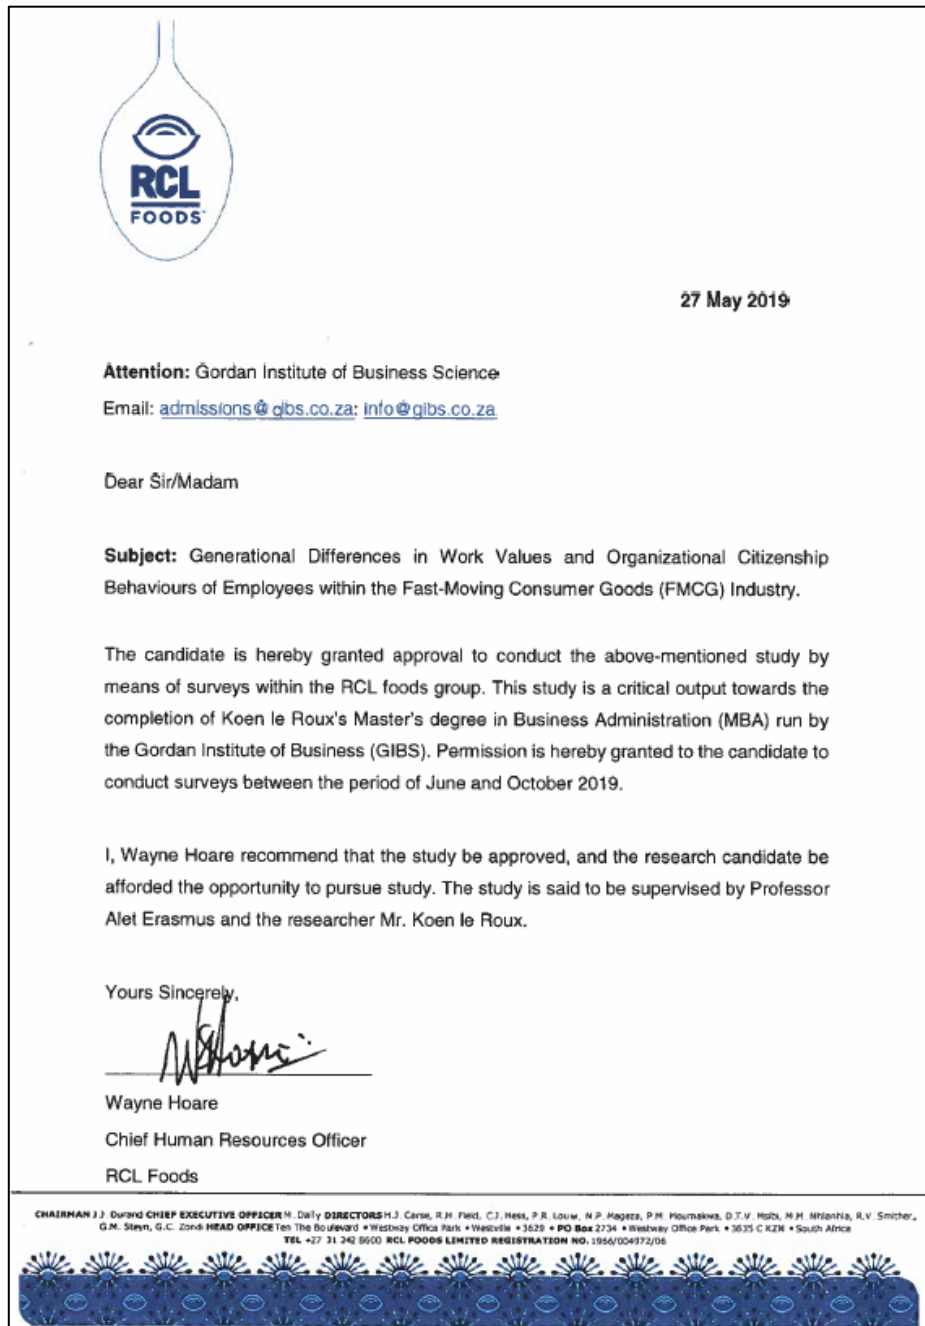 RCL
FOODS™
27 May 2019
Attention: Gordan Institute of Business Science
Email: admissions@gibs.co.za; info@gibs.co.za
Dear Sir/Madam
Subject: Generational Differences in Work Values and Organizational Citizenship
Behaviours of Employees within the Fast-Moving Consumer Goods (FMCG) Industry.
The candidate is hereby granted approval to conduct the above-mentioned study by
means of surveys within the RCL foods group. This study is a critical output towards the
completion of Koen le Roux's Master's degree in Business Administration (MBA) run by
the Gordan Institute of Business (GIBS). Permission is hereby granted to the candidate to
conduct surveys between the period of June and October 2019.
I, Wayne Hoare recommend that the study be approved, and the research candidate be
afforded the opportunity to pursue study. The study is said to be supervised by Professor
Alet Erasmus and the researcher Mr. Koen le Roux.
Yours Sincerely,
Wayne Hoare
Chief Human Resources Officer
RCL Foods
CHAIRMAN J.J. Durand CHIEF EXECUTIVE OFFICER M. Dally DIRECTORS H.J. Carse, R.H. Field, C.J. Hess, P.R. Louw, N.P. Mageza, P.M. Moumakwa, D.T.V. Msibi, M.M. Nhlanhla, R.V. Smither,
G.M. Steyn, G.C. Zondi HEAD OFFICE Ten The Boulevard • Westway Office Park • Westville • 3629 • PO Box 2734 • Westway Office Park • 3635 C KZN • South Africa
TEL +27 31 242 8600 RCL FOODS LIMITED REGISTRATION NO. 1966/004972/06